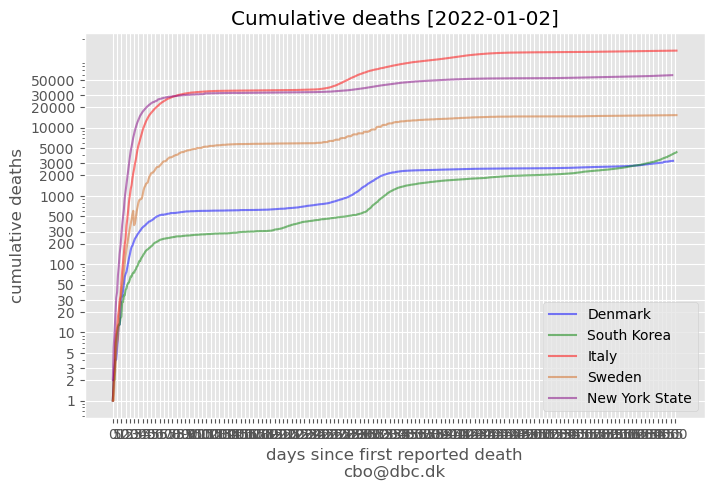 Cumulative deaths [2022-01-02]
cumulative deaths
50000
30000
20000
10000
5000
3000
2000
1000
500
300
200
100
50
30
20
10
5
3
2
1
Denmark
South Korea
Italy
Sweden
New York State
days since first reported death
cbo@dbc.dk